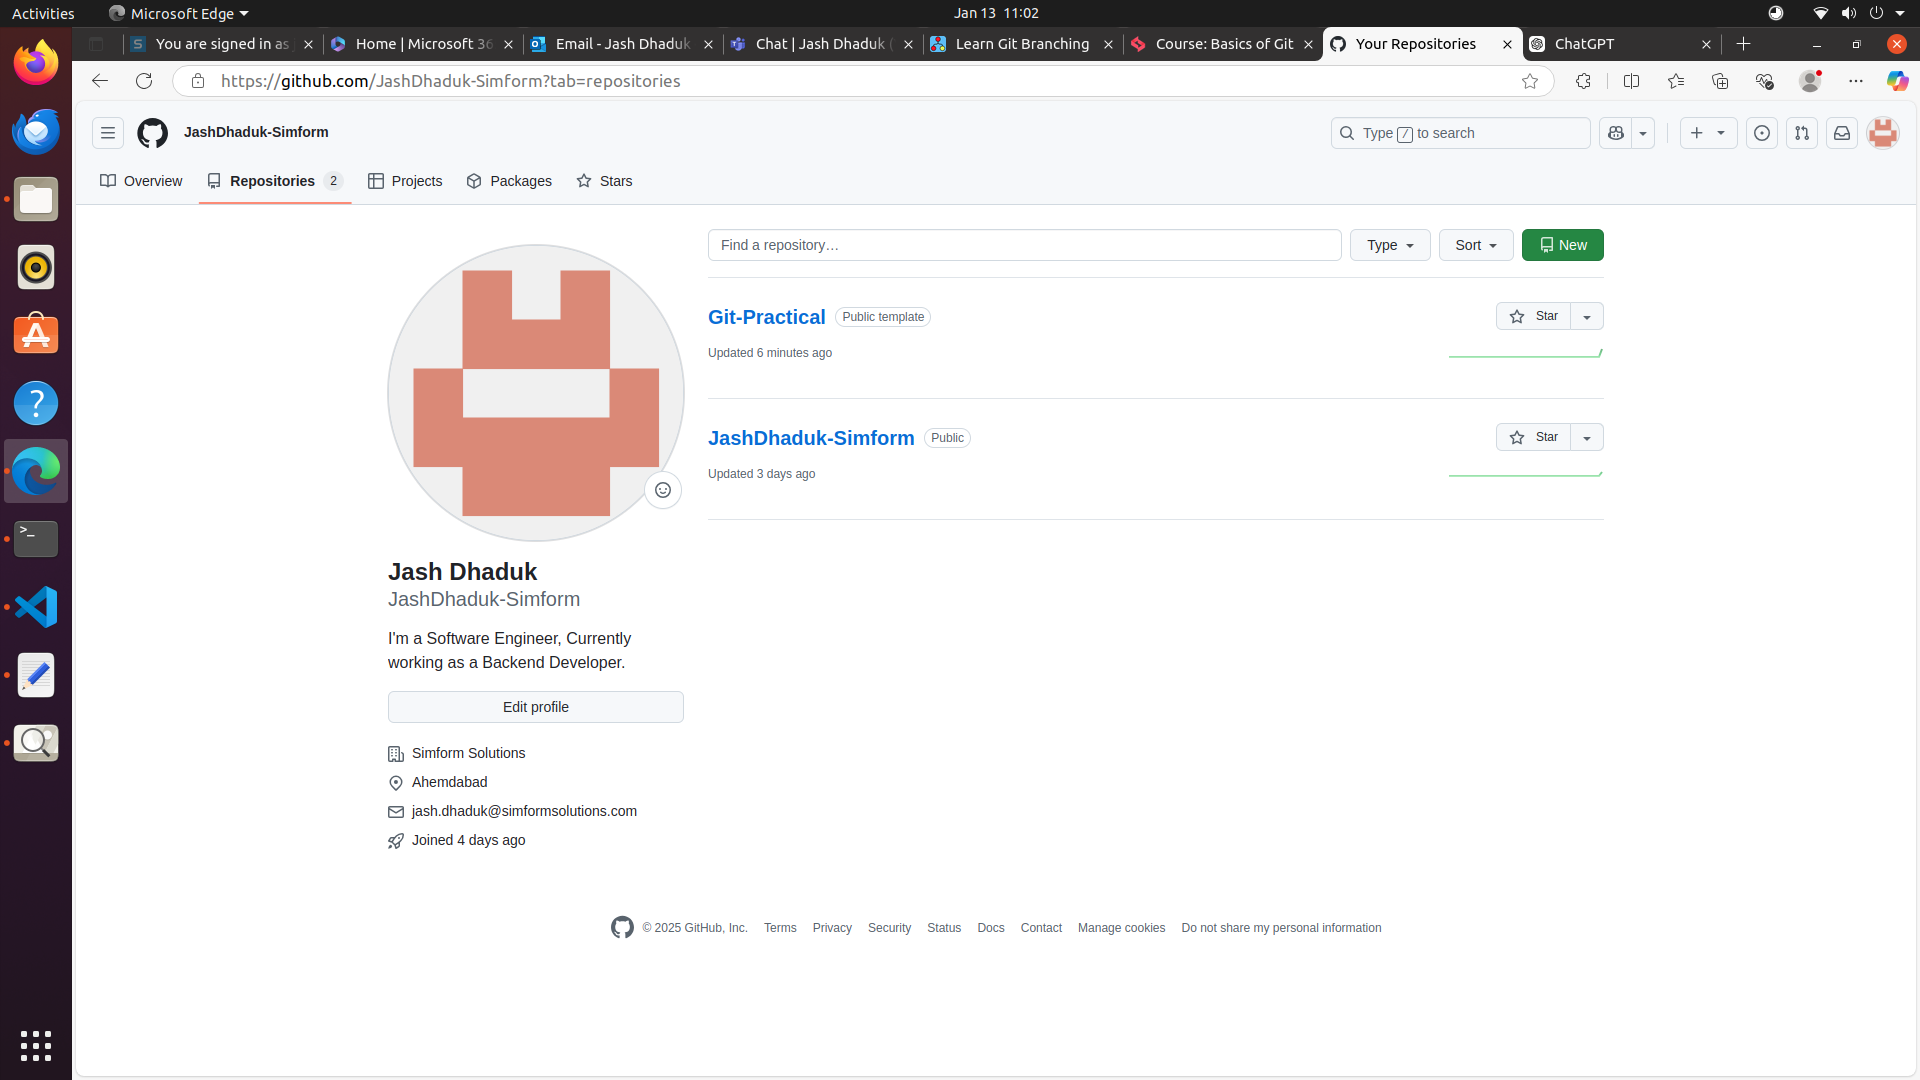 Activities
Microsoft Edge
Jan 13 11:02
You are signed in as
Home | Microsoft 36
Email - Jash Dhaduk
Chat | Jash Dhaduk (
Learn Git Branching
Course: Basics of Git
Your Repositories
ChatGPT
https://github.com/JashDhaduk-Simform?tab=repositories
JashDhaduk-Simform
Type / to search
Overview
Repositories 2
Projects
Packages
Stars
Find a repository…
Type
Sort
New
Git-Practical Public template
Star
Updated 6 minutes ago
JashDhaduk-Simform Public
Star
Updated 3 days ago
Jash Dhaduk
JashDhaduk-Simform
I'm a Software Engineer, Currently
working as a Backend Developer.
Edit profile
Simform Solutions
Ahemdabad
jash.dhaduk@simformsolutions.com
Joined 4 days ago
© 2025 GitHub, Inc.
Terms
Privacy
Security
Status
Docs
Contact
Manage cookies
Do not share my personal information